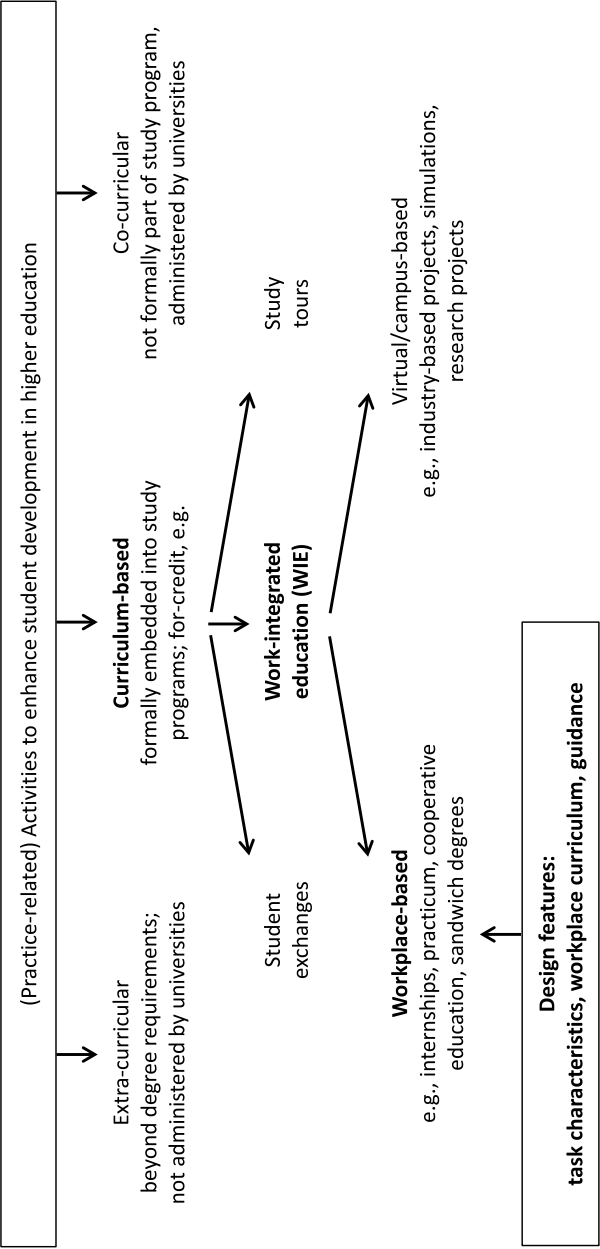 (Practice-related) Activities to enhance student development in higher education
Extra-curricular
beyond degree requirements;
not administered by universities
Curriculum-based
formally embedded into study
programs; for-credit, e.g.
Co-curricular
not formally part of study program,
administered by universities
Student
exchanges
Work-integrated
education (WIE)
Study
tours
Workplace-based
e.g., internships, practicum, cooperative
education, sandwich degrees
Virtual/campus-based
e.g., industry-based projects, simulations,
research projects
Design features:
task characteristics, workplace curriculum, guidance